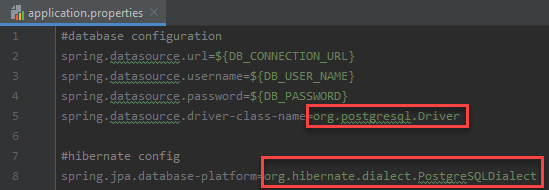 application.properties
1 #database configuration
2 spring.datasource.url=${DB_CONNECTION_URL}
3 spring.datasource.username=${DB_USER_NAME}
4 spring.datasource.password=${DB_PASSWORD}
5 spring.datasource.driver-class-name=org.postgresql.Driver
6
7 #hibernate config
8 spring.jpa.database-platform=org.hibernate.dialect.PostgreSQLDialect